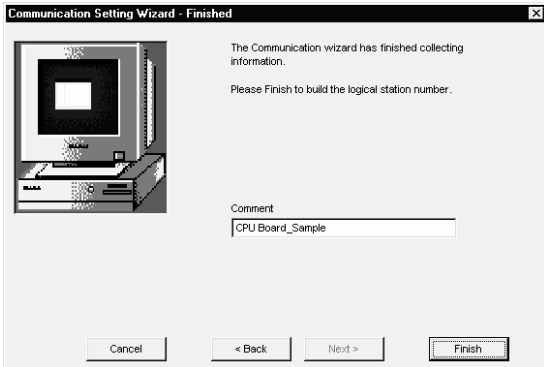 Communication Setting Wizard - Finished
The Communication wizard has finished collecting
information.
Please Finish to build the logical station number.
Comment
CPU Board_Sample
Cancel
< Back
Next >
Finish